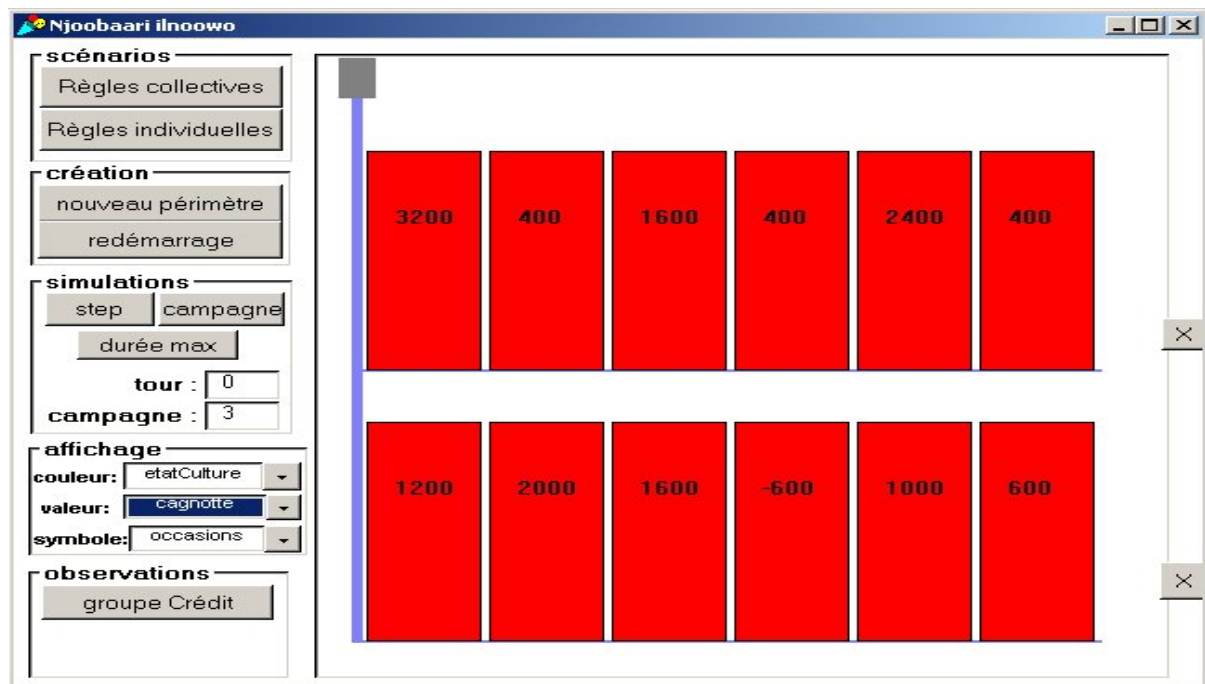 Njoobaari ilnoowo
scénarios
Règles collectives
Règles individuelles
création
nouveau périmètre
redémarrage
simulations
step campagne
durée max
tour : 0
campagne : 3
affichage
couleur: etatCulture
valeur: cagnotte
symbole: occasions
observations
groupe Crédit
3200 400 1600 400 2400 400
1200 2000 1600 -600 1000 600